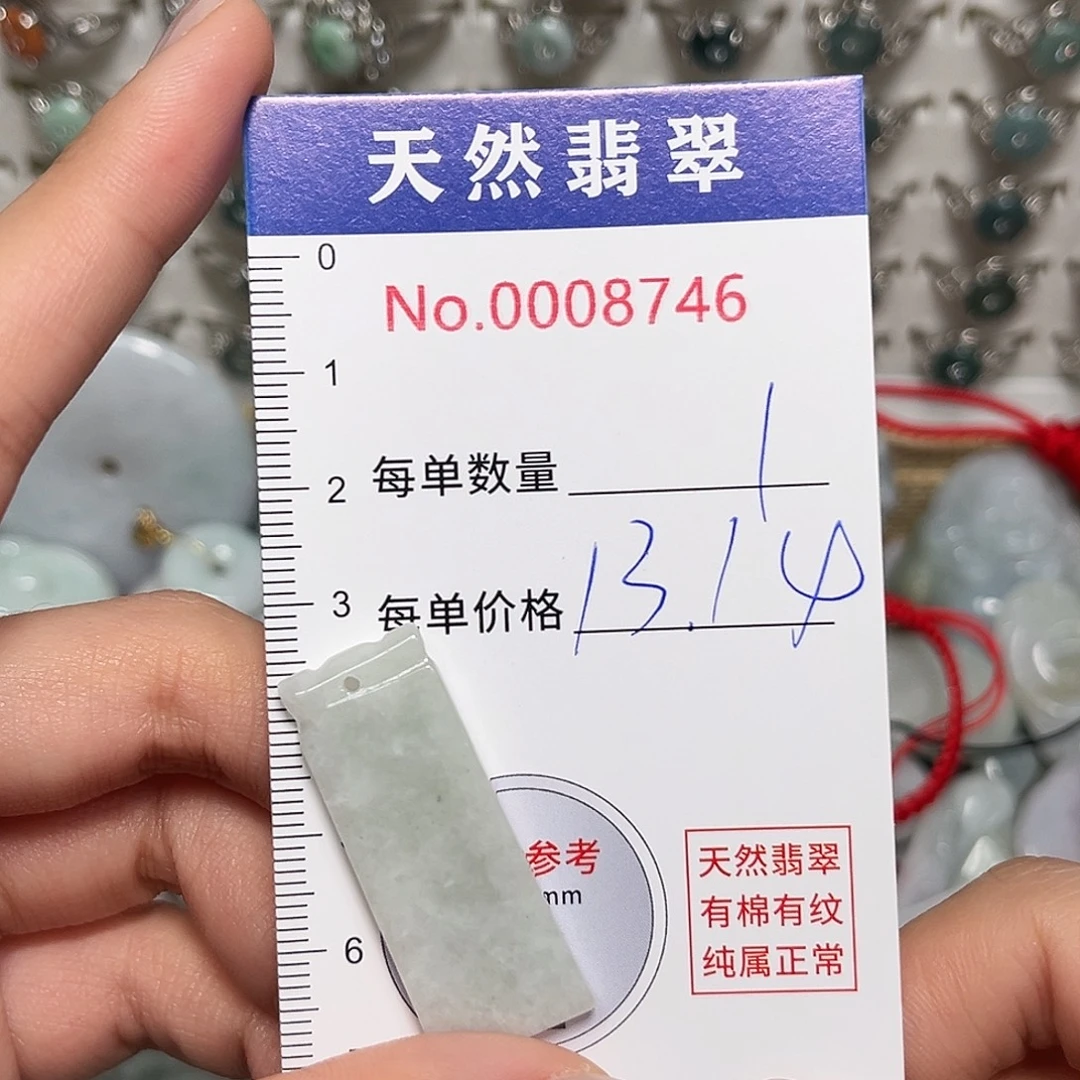 天然翡翠
0
No.0008746
1
每单数量 1
2
每单价格 13.14
3
参考
mm
天然翡翠
有棉有纹
纯属正常
6